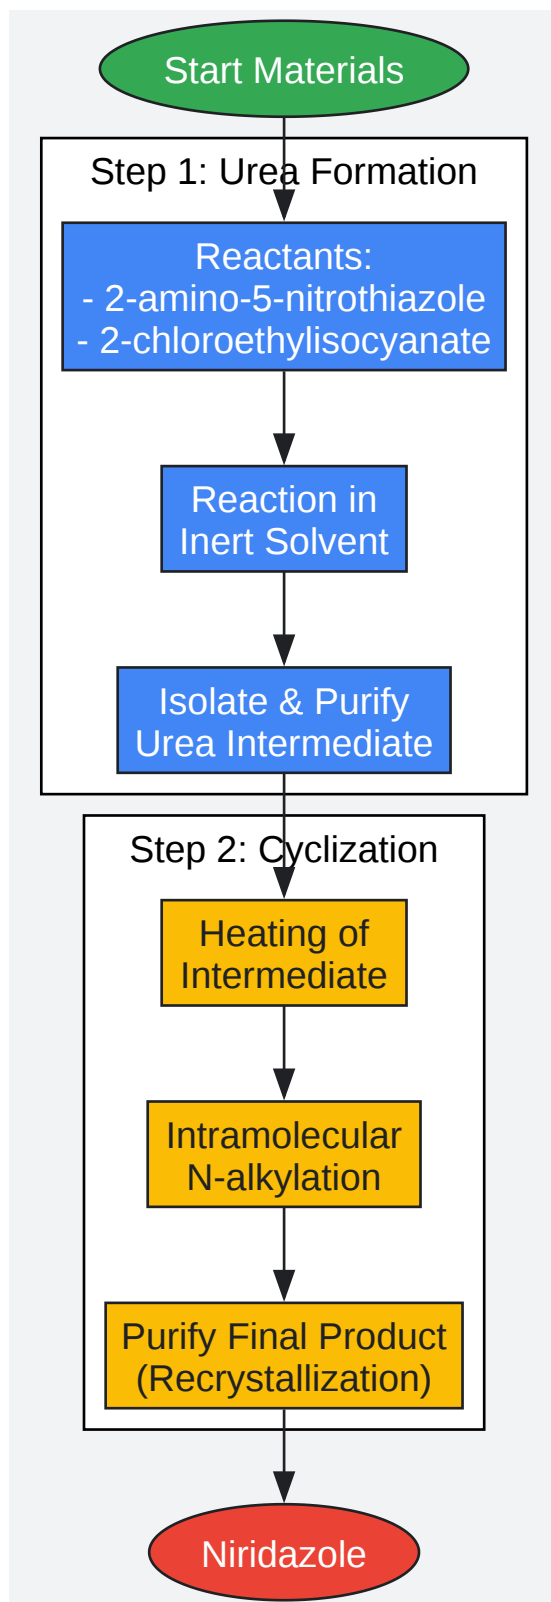 Start Materials
Step 1: Urea Formation
Reactants:
- 2-amino-5-nitrothiazole
- 2-chloroethylisocyanate
Reaction in
Inert Solvent
Isolate & Purify
Urea Intermediate
Step 2: Cyclization
Heating of
Intermediate
Intramolecular
N-alkylation
Purify Final Product
(Recrystallization)
Niridazole